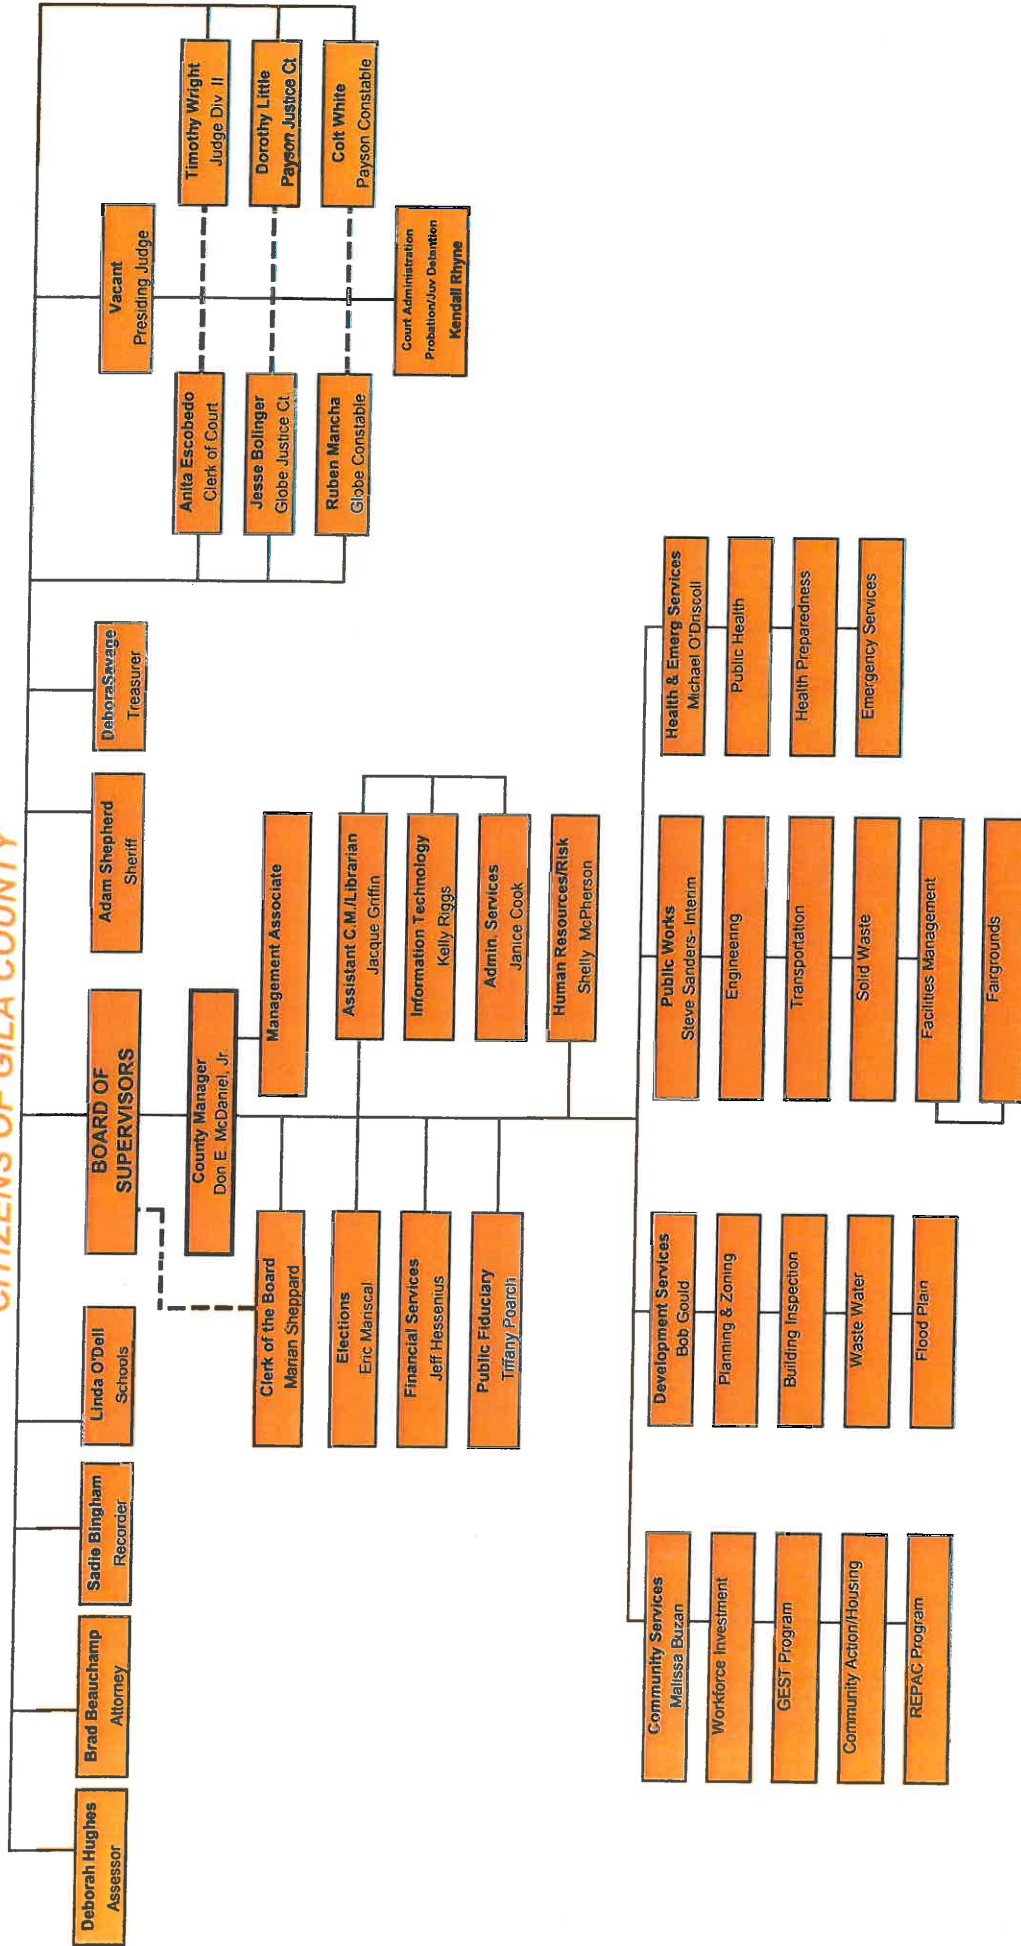 CITIZENS OF GILA COUNTY
Deborah Hughes
Assessor
Brad Beauchamp
Attorney
Sadie Bingham
Recorder
Linda O'Dell
Schools
BOARD OF
SUPERVISORS
Adam Shepherd
Sheriff
DeboraSavage
Treasurer
Vacant
Presiding Judge
Anita Escobedo
Clerk of Court
Timothy Wright
Judge Div. II
Jesse Bolinger
Globe Justice Ct.
Dorothy Little
Payson Justice Ct
Ruben Mancha
Globe Constable
Colt White
Payson Constable
Court Administration
Probation/Juv Detention
Kendall Rhyne
County Manager
Don E. McDaniel, Jr.
Management Associate
Clerk of the Board
Marian Sheppard
Elections
Eric Mariscal
Financial Services
Jeff Hessenius
Public Fiduciary
Tiffany Poarch
Assistant C.M./Librarian
Jacque Griffin
Information Technology
Kelly Riggs
Admin. Services
Janice Cook
Human Resources/Risk
Shelly McPherson
Community Services
Malissa Buzan
Workforce Investment
GEST Program
Community Action/Housing
REPAC Program
Development Services
Bob Gould
Planning & Zoning
Building Inspection
Waste Water
Flood Plain
Public Works
Steve Sanders- Interim
Engineering
Transportation
Solid Waste
Facilities Management
Fairgrounds
Health & Emerg Services
Michael O'Driscoll
Public Health
Health Preparedness
Emergency Services